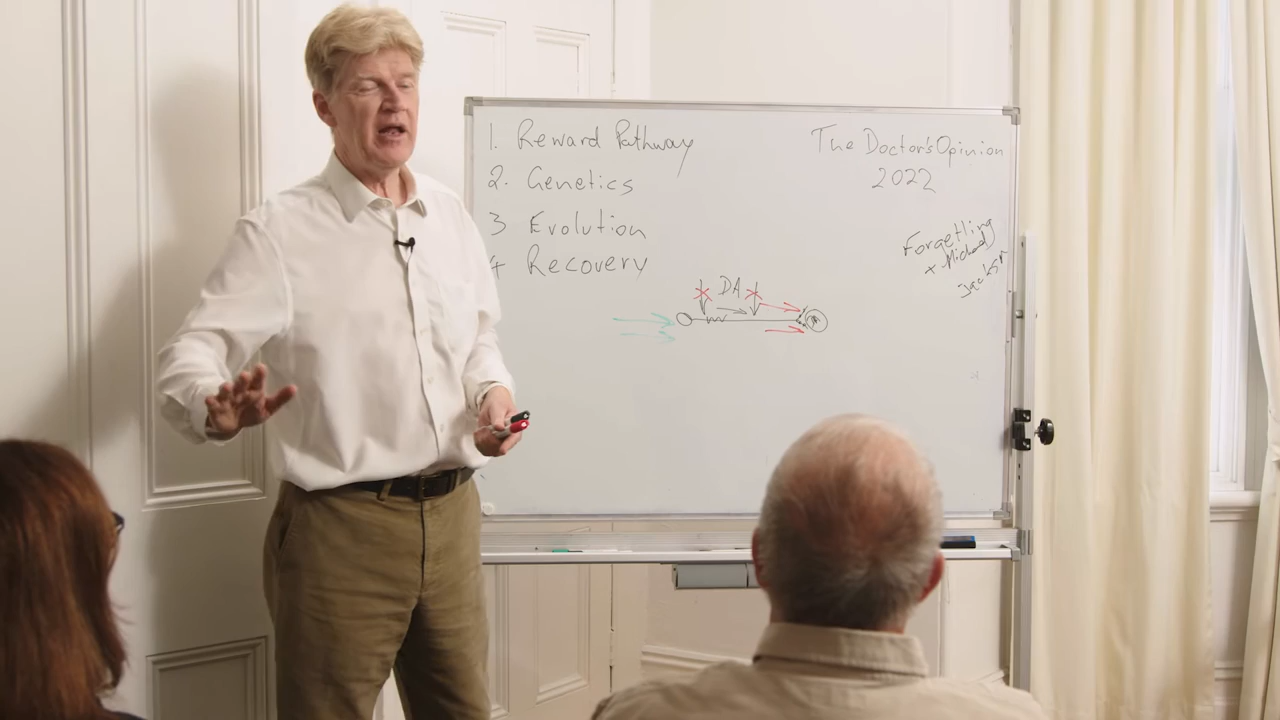 1. Reward Pathway
2. Genetics
3 Evolution
4 Recovery
The Doctor's Opinion
2022
Forgetting
+ Michael
Jackson
DA